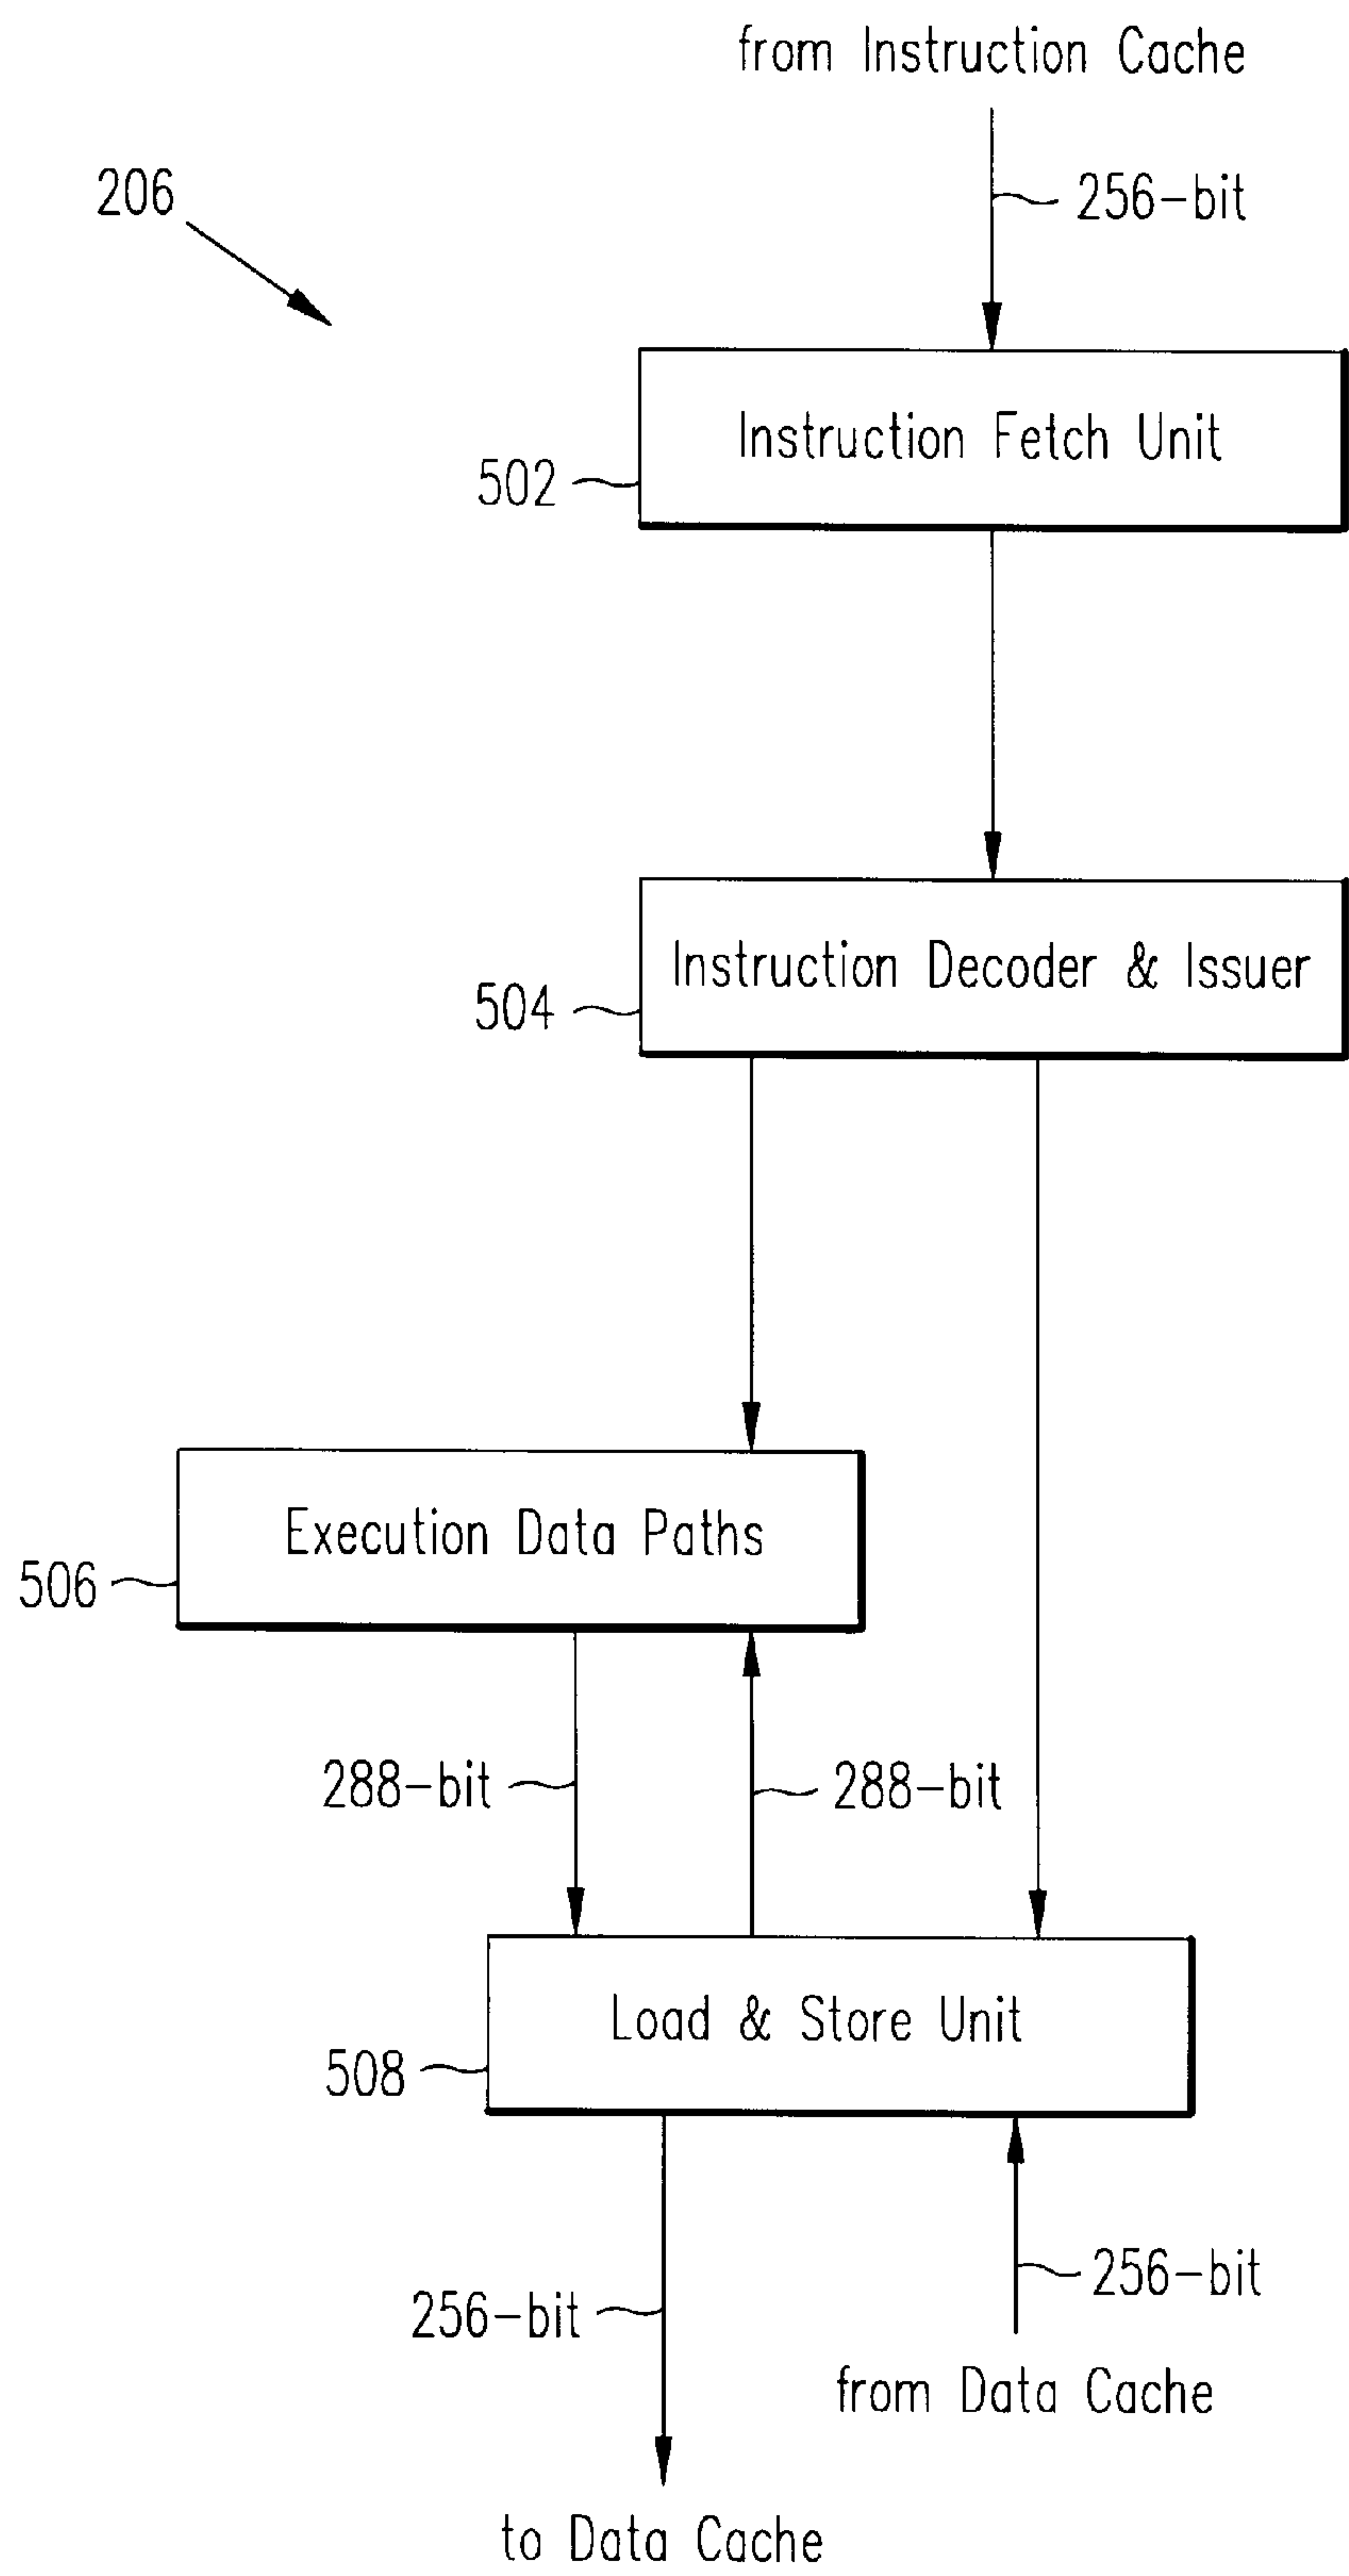 from Instruction Cache
206
256-bit
Instruction Fetch Unit
502
Instruction Decoder & Issuer
504
Execution Data Paths
506
288-bit
288-bit
Load & Store Unit
508
256-bit
256-bit
from Data Cache
to Data Cache